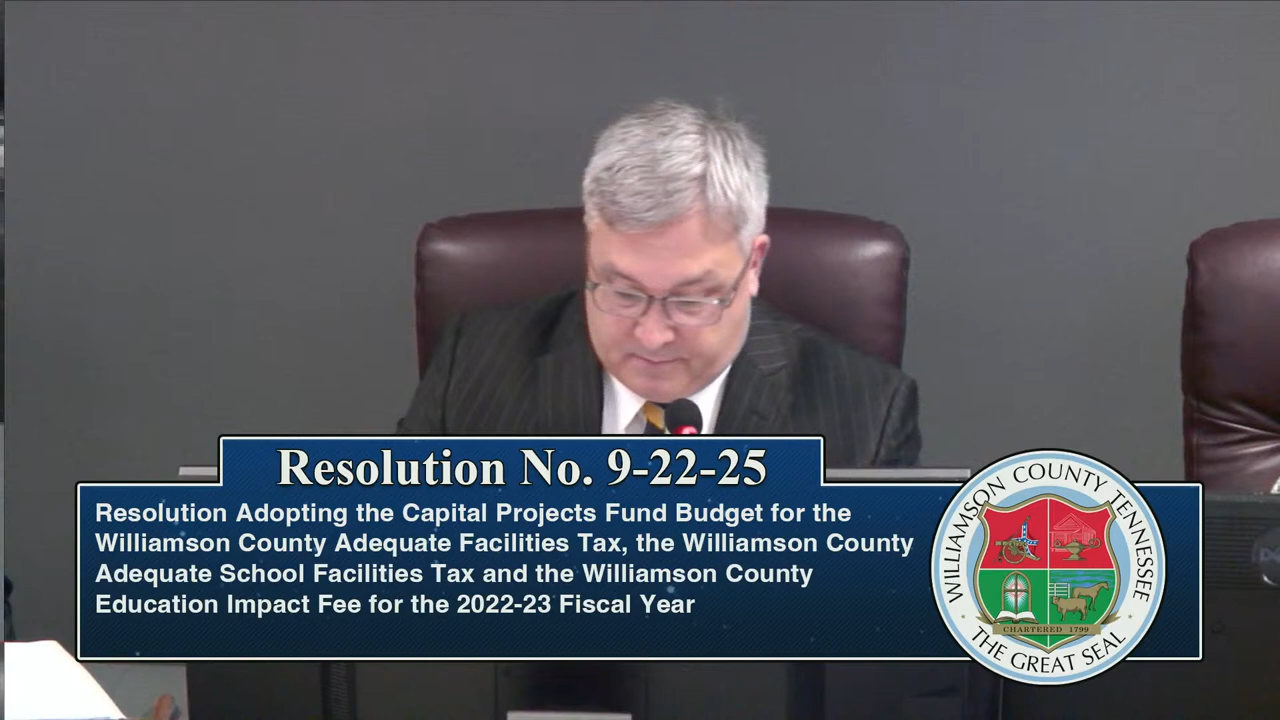 Resolution No. 9-22-25
Resolution Adopting the Capital Projects Fund Budget for the
Williamson County Adequate Facilities Tax, the Williamson County
Adequate School Facilities Tax and the Williamson County
Education Impact Fee for the 2022-23 Fiscal Year
WILLIAMSON COUNTY TENNESSEE
CHARTERED 1799
THE GREAT SEAL